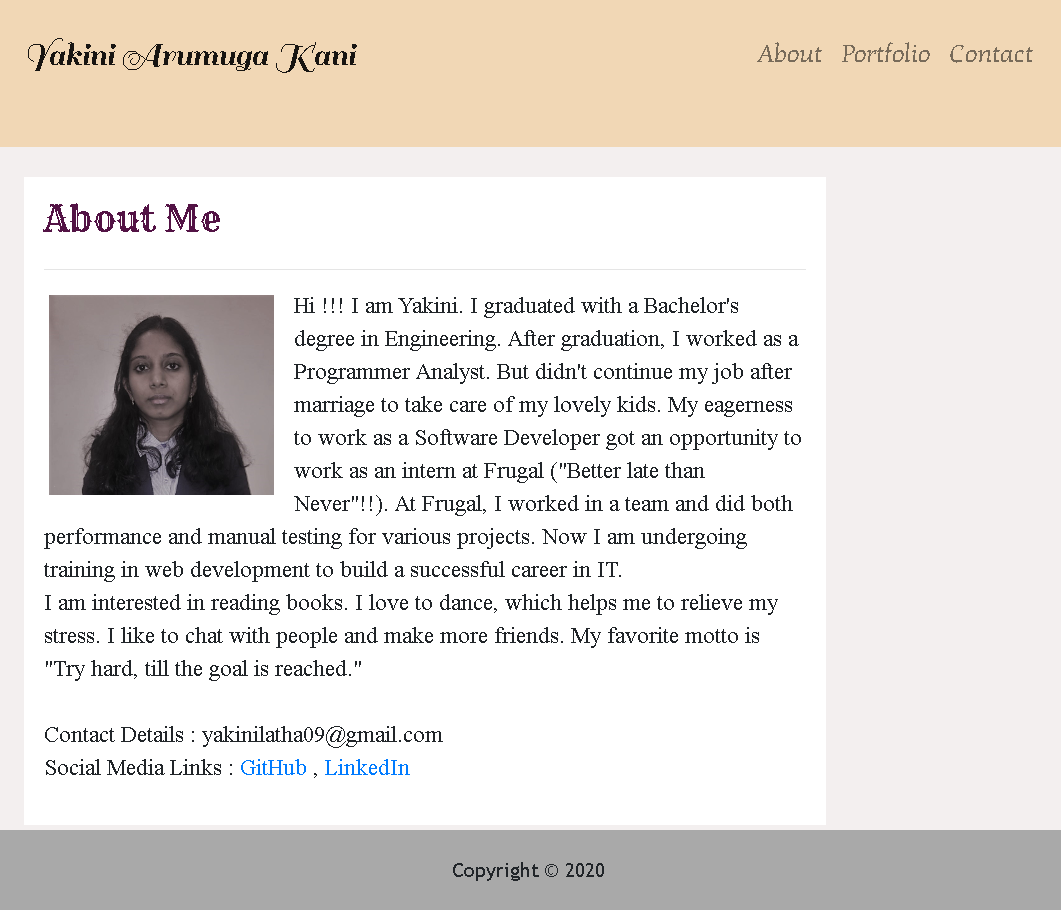 Yakini Arumuga Kani
About Portfolio Contact
About Me
Hi !!! I am Yakini. I graduated with a Bachelor's
degree in Engineering. After graduation, I worked as a
Programmer Analyst. But didn't continue my job after
marriage to take care of my lovely kids. My eagerness
to work as a Software Developer got an opportunity to
work as an intern at Frugal ("Better late than
Never"!!). At Frugal, I worked in a team and did both
performance and manual testing for various projects. Now I am undergoing
training in web development to build a successful career in IT.
I am interested in reading books. I love to dance, which helps me to relieve my
stress. I like to chat with people and make more friends. My favorite motto is
"Try hard, till the goal is reached."
Contact Details : yakinilatha09@gmail.com
Social Media Links : GitHub , LinkedIn
Copyright © 2020